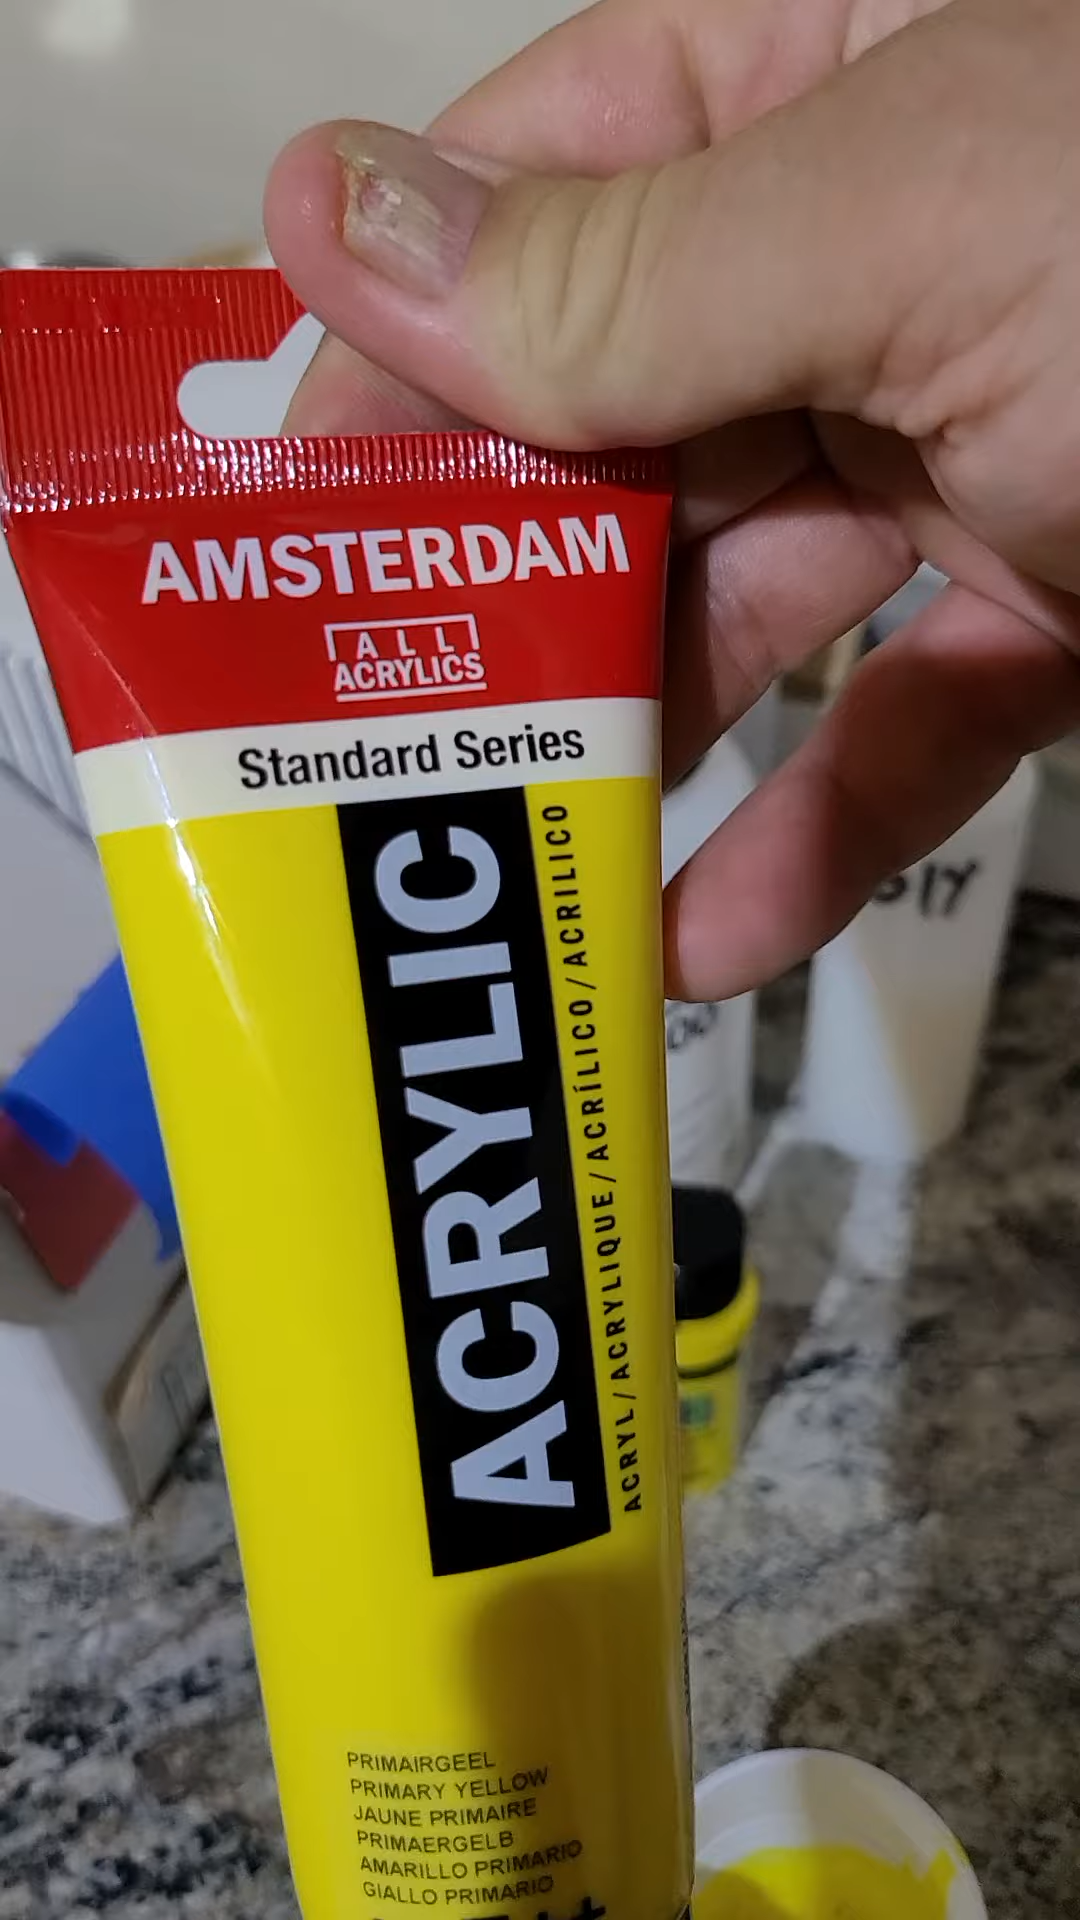 AMSTERDAM
ALL
ACRYLICS
Standard Series
ACRYLIC
ACRYL/ACRYLIQUE/ACRÍLICO/ACRILICO
PRIMAIRGEEL
PRIMARY YELLOW
JAUNE PRIMAIRE
PRIMAERGELB
AMARILLO PRIMARIO
GIALLO PRIMARIO